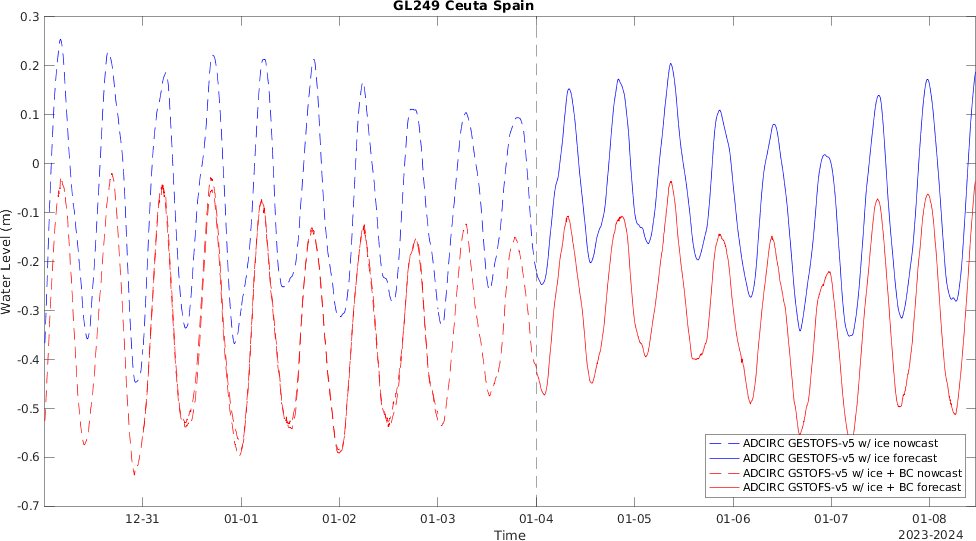 GL249 Ceuta Spain
0.3
0.2
0.1
0
-0.1
-0.2
-0.3
-0.4
-0.5
-0.6
-0.7
Water Level (m)
ADCIRC GESTOFS-v5 w/ ice nowcast
ADCIRC GESTOFS-v5 w/ ice forecast
ADCIRC GSTOFS-v5 w/ ice + BC nowcast
ADCIRC GSTOFS-v5 w/ ice + BC forecast
12-31 01-01 01-02 01-03 01-04 01-05 01-06 01-07 01-08
Time
2023-2024